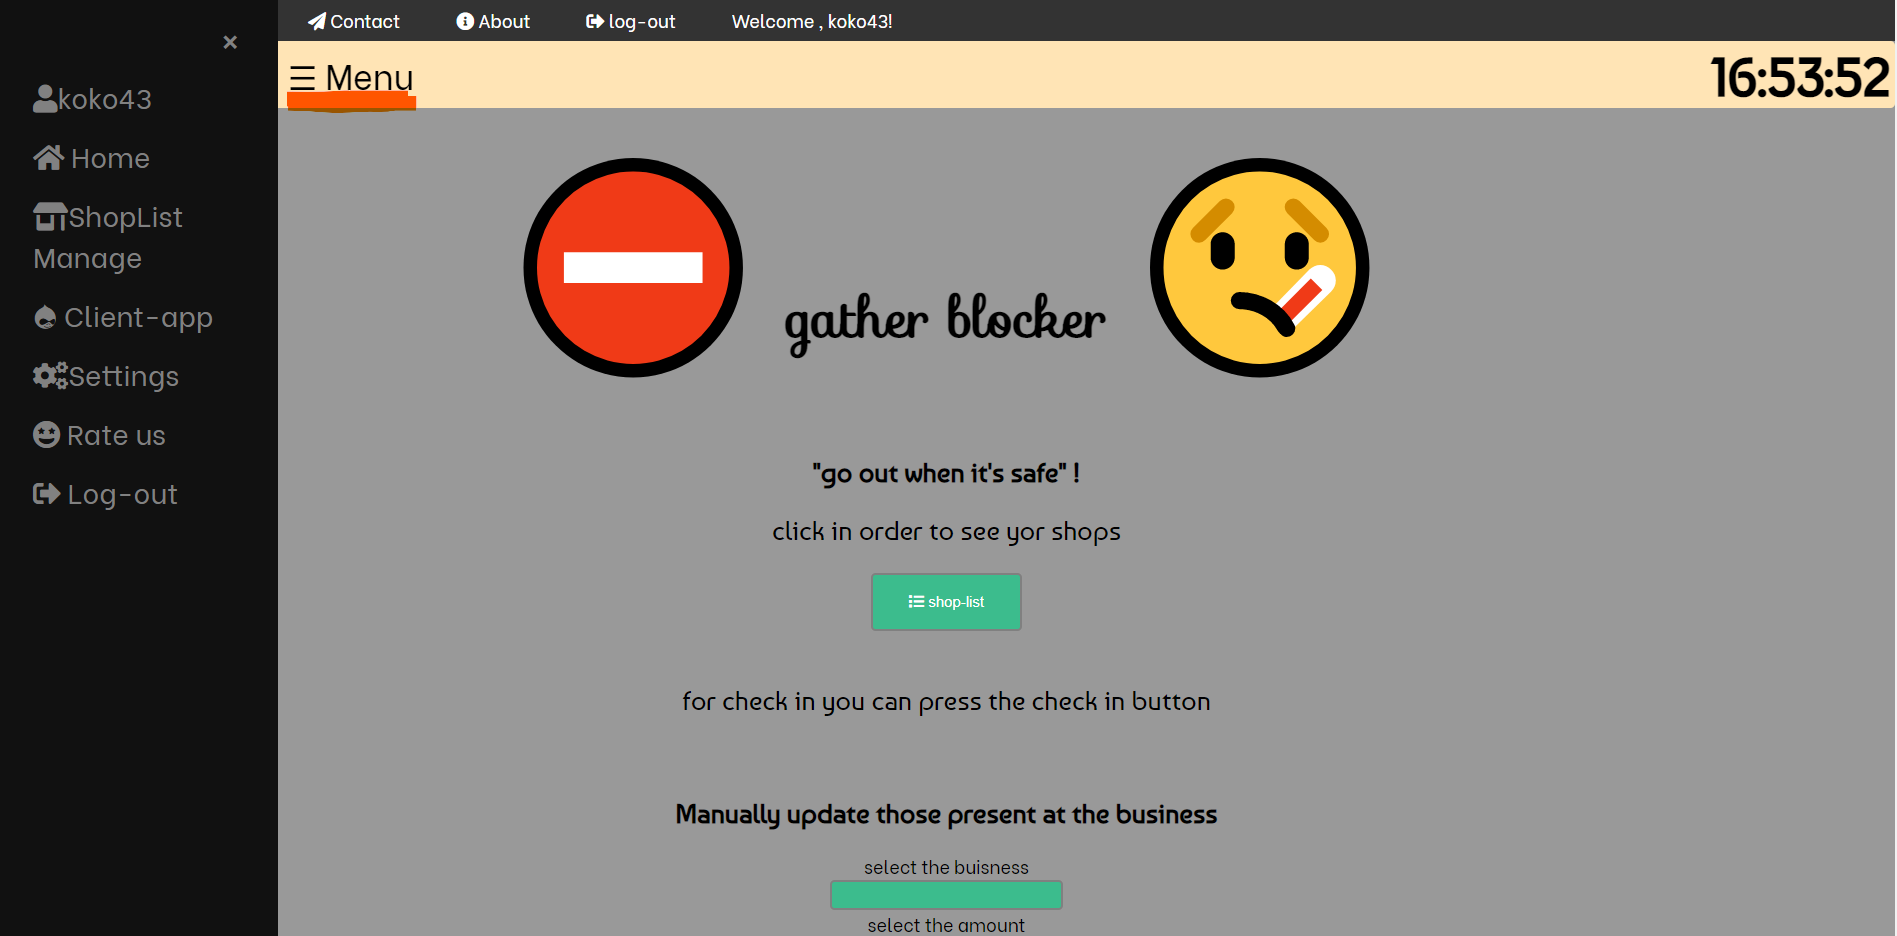 Contact About log-out Welcome , koko43!
×
☰ Menu 16:53:52
koko43
Home
ShopList
Manage
Client-app
Settings
Rate us
Log-out
gather blocker
"go out when it's safe" !
click in order to see yor shops
shop-list
for check in you can press the check in button
Manually update those present at the business
select the buisness
select the amount